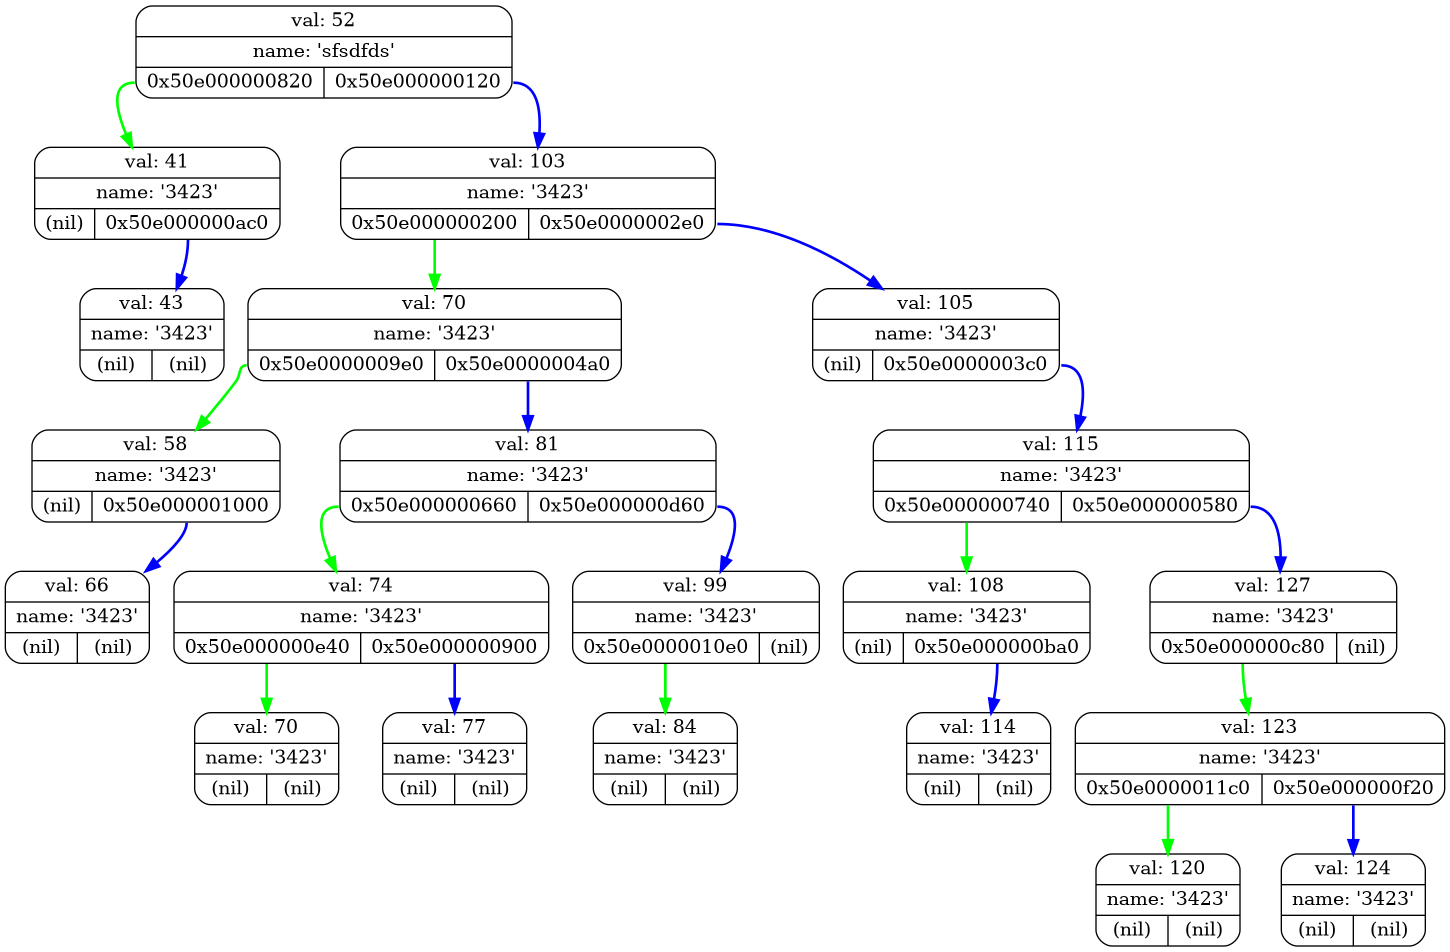 val: 52
name: 'sfsdfds'
0x50e000000820 0x50e000000120
val: 41
name: '3423'
(nil) 0x50e000000ac0
val: 103
name: '3423'
0x50e000000200 0x50e0000002e0
val: 43
name: '3423'
(nil) (nil)
val: 70
name: '3423'
0x50e0000009e0 0x50e0000004a0
val: 105
name: '3423'
(nil) 0x50e0000003c0
val: 58
name: '3423'
(nil) 0x50e000001000
val: 81
name: '3423'
0x50e000000660 0x50e000000d60
val: 115
name: '3423'
0x50e000000740 0x50e000000580
val: 66
name: '3423'
(nil) (nil)
val: 74
name: '3423'
0x50e000000e40 0x50e000000900
val: 99
name: '3423'
0x50e0000010e0 (nil)
val: 108
name: '3423'
(nil) 0x50e000000ba0
val: 127
name: '3423'
0x50e000000c80 (nil)
val: 70
name: '3423'
(nil) (nil)
val: 77
name: '3423'
(nil) (nil)
val: 84
name: '3423'
(nil) (nil)
val: 114
name: '3423'
(nil) (nil)
val: 123
name: '3423'
0x50e0000011c0 0x50e000000f20
val: 120
name: '3423'
(nil) (nil)
val: 124
name: '3423'
(nil) (nil)